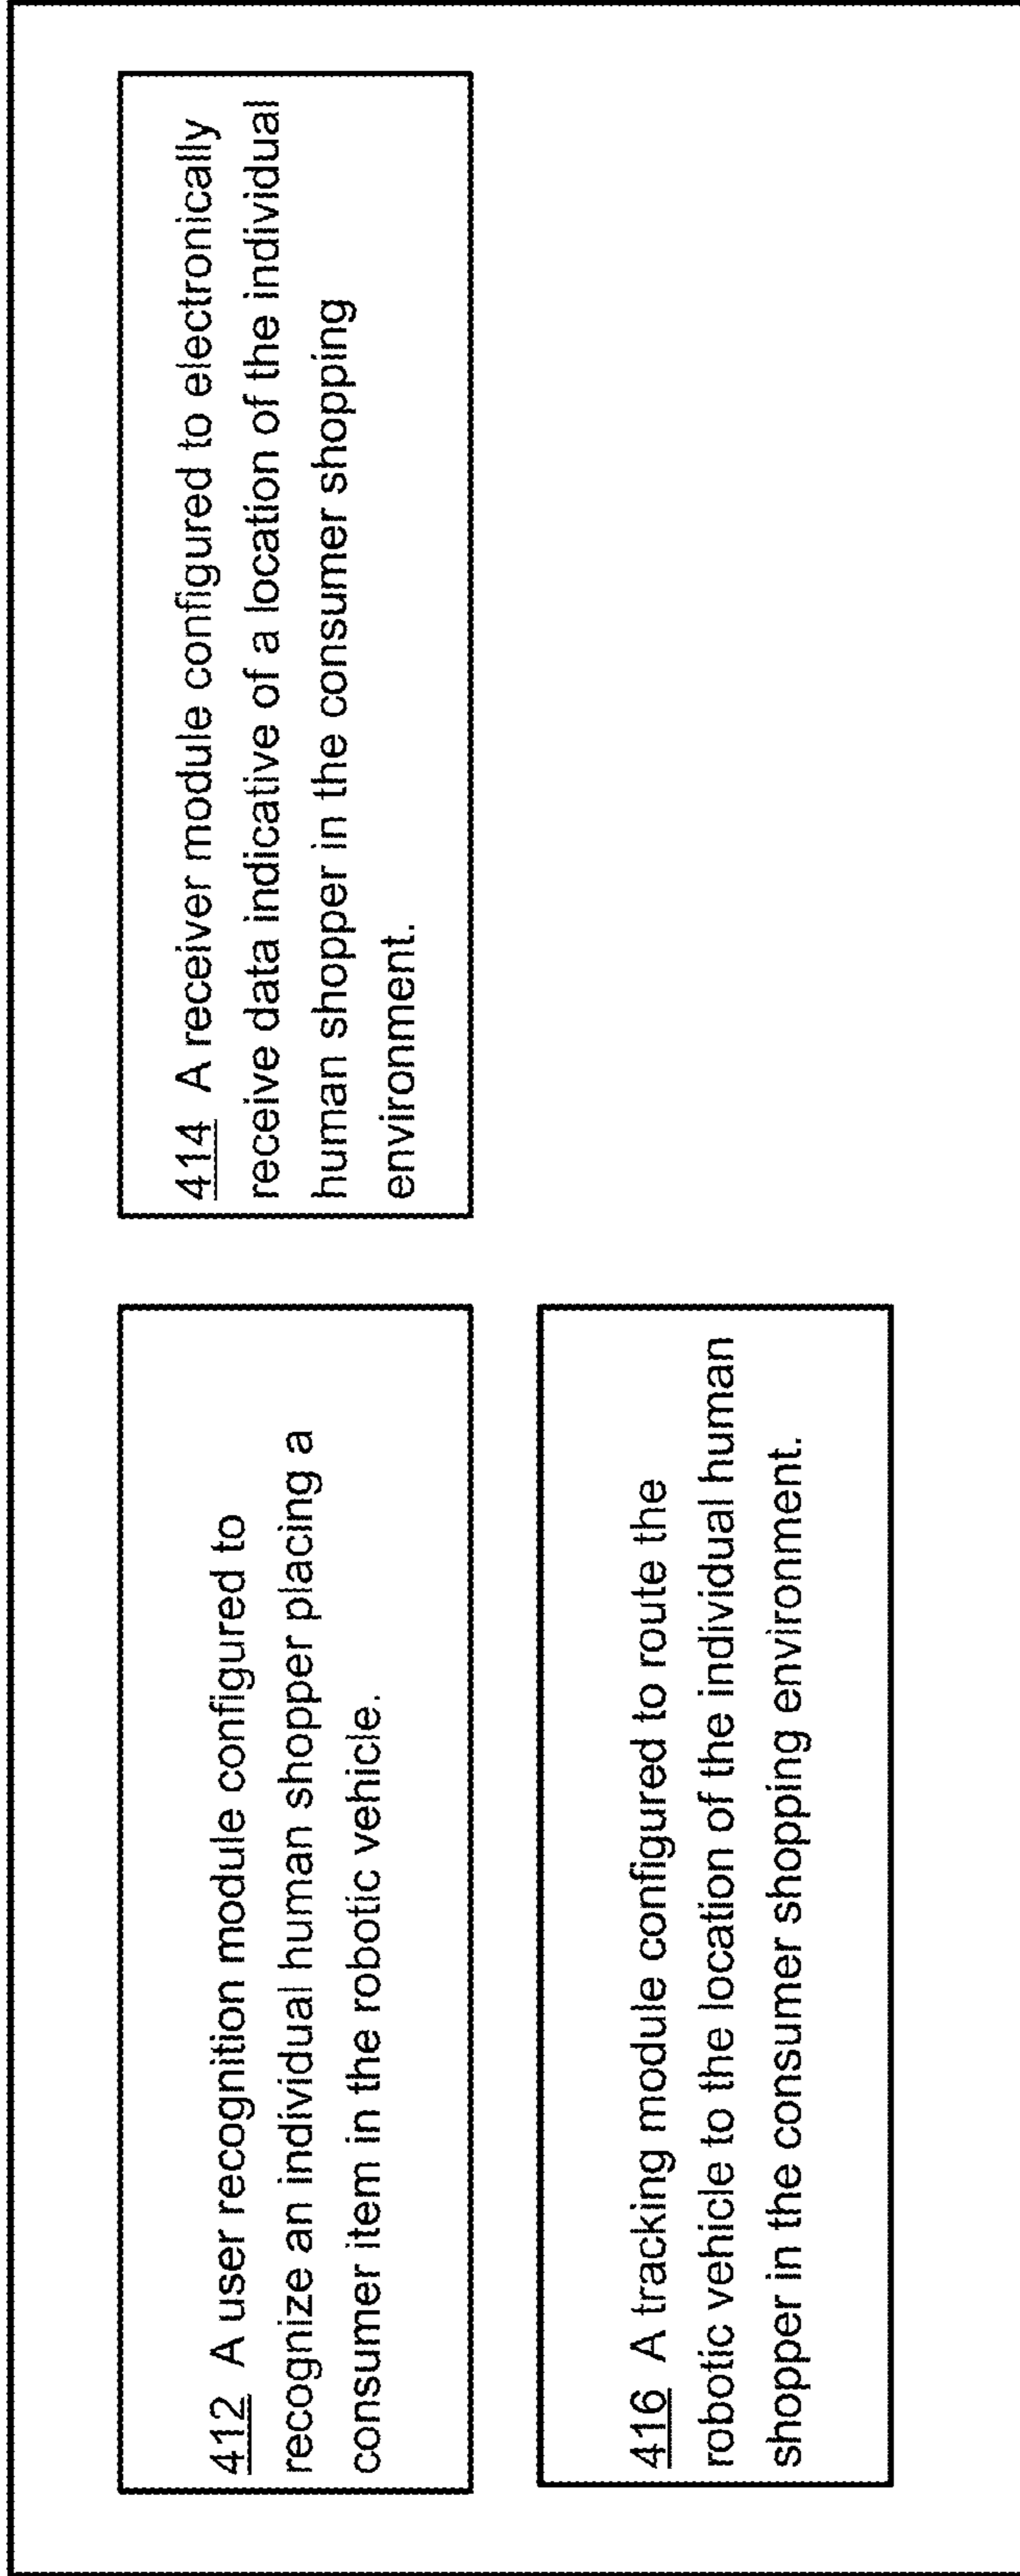 412 A user recognition module configured to
recognize an individual human shopper placing a
consumer item in the robotic vehicle.
414 A receiver module configured to electronically
receive data indicative of a location of the individual
human shopper in the consumer shopping
environment.
416 A tracking module configured to route the
robotic vehicle to the location of the individual human
shopper in the consumer shopping environment.